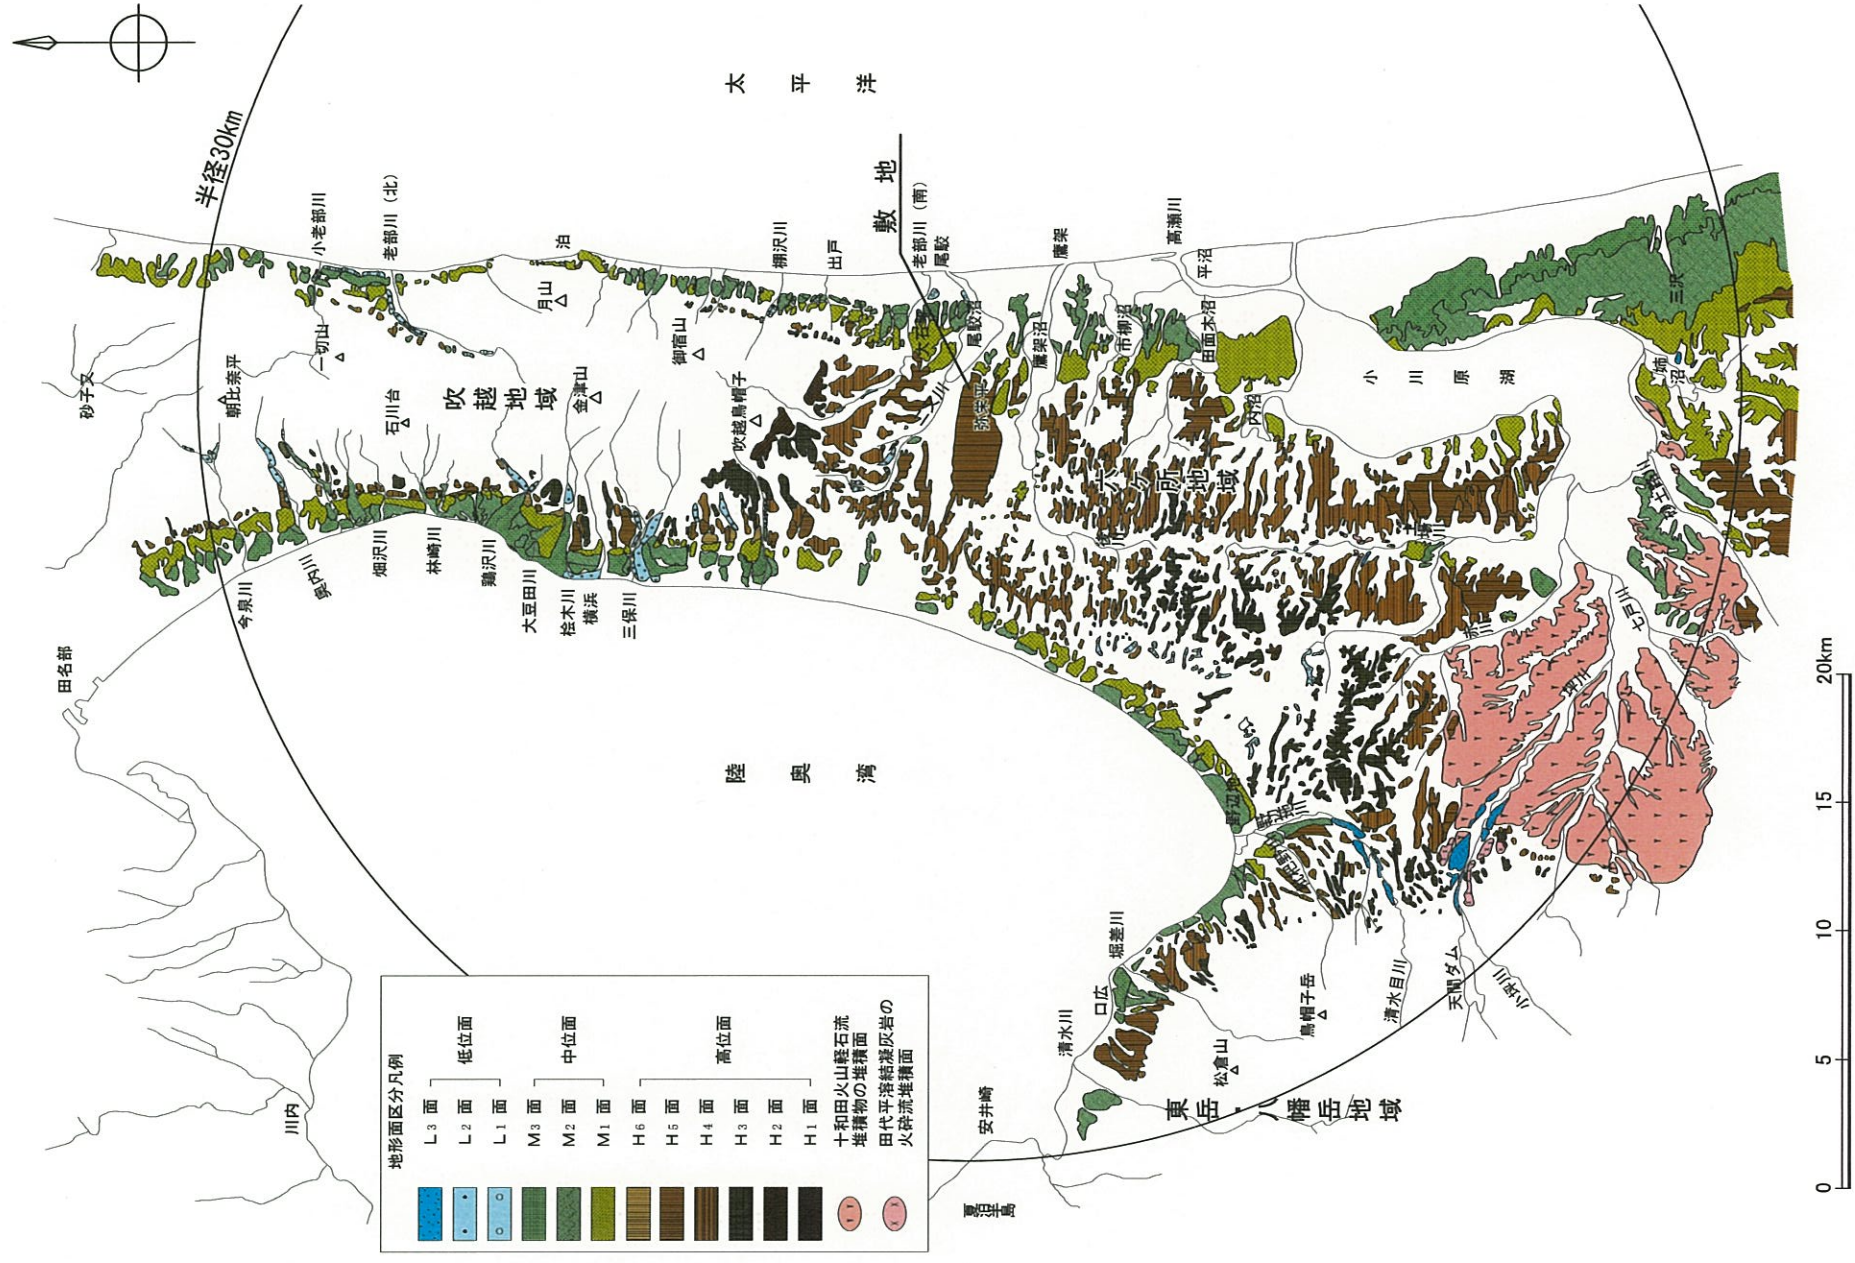 半径30km
太平洋
敷地
小老部川
老部川（北）
泊
棚沢川
出戸
老部川（南）
尾駮
鷹架
高瀬川
平沼
砂子又
朝比奈平
一切山
月山
御宿山
石川台
金津山
吹越烏帽子
吹越地域
尾駮沼
鷹架沼
市柳沼
田面木沼
内沼
小川原湖
三沢
姉沼
弥栄平
二又川
六ヶ所地域
土場川
砂土路川
七戸川
赤川
坪川
田名部
今泉川
奥内川
畑沢川
林崎川
鶏沢川
大豆田川
桧木川
横浜
三保川
陸奥湾
野辺地
野辺地川
堀差川
口広
清水川
烏帽子岳
清水目川
天間ダム
小坪川
松倉山
東岳・八幡岳地域
安井崎
夏泊半島
川内
地形面区分凡例
L3面
L2面
L1面
低位面
M3面
M2面
M1面
中位面
H6面
H5面
H4面
H3面
H2面
H1面
高位面
十和田火山軽石流
堆積物の堆積面
田代平溶結凝灰岩の
火砕流堆積面
0
5
10
15
20km